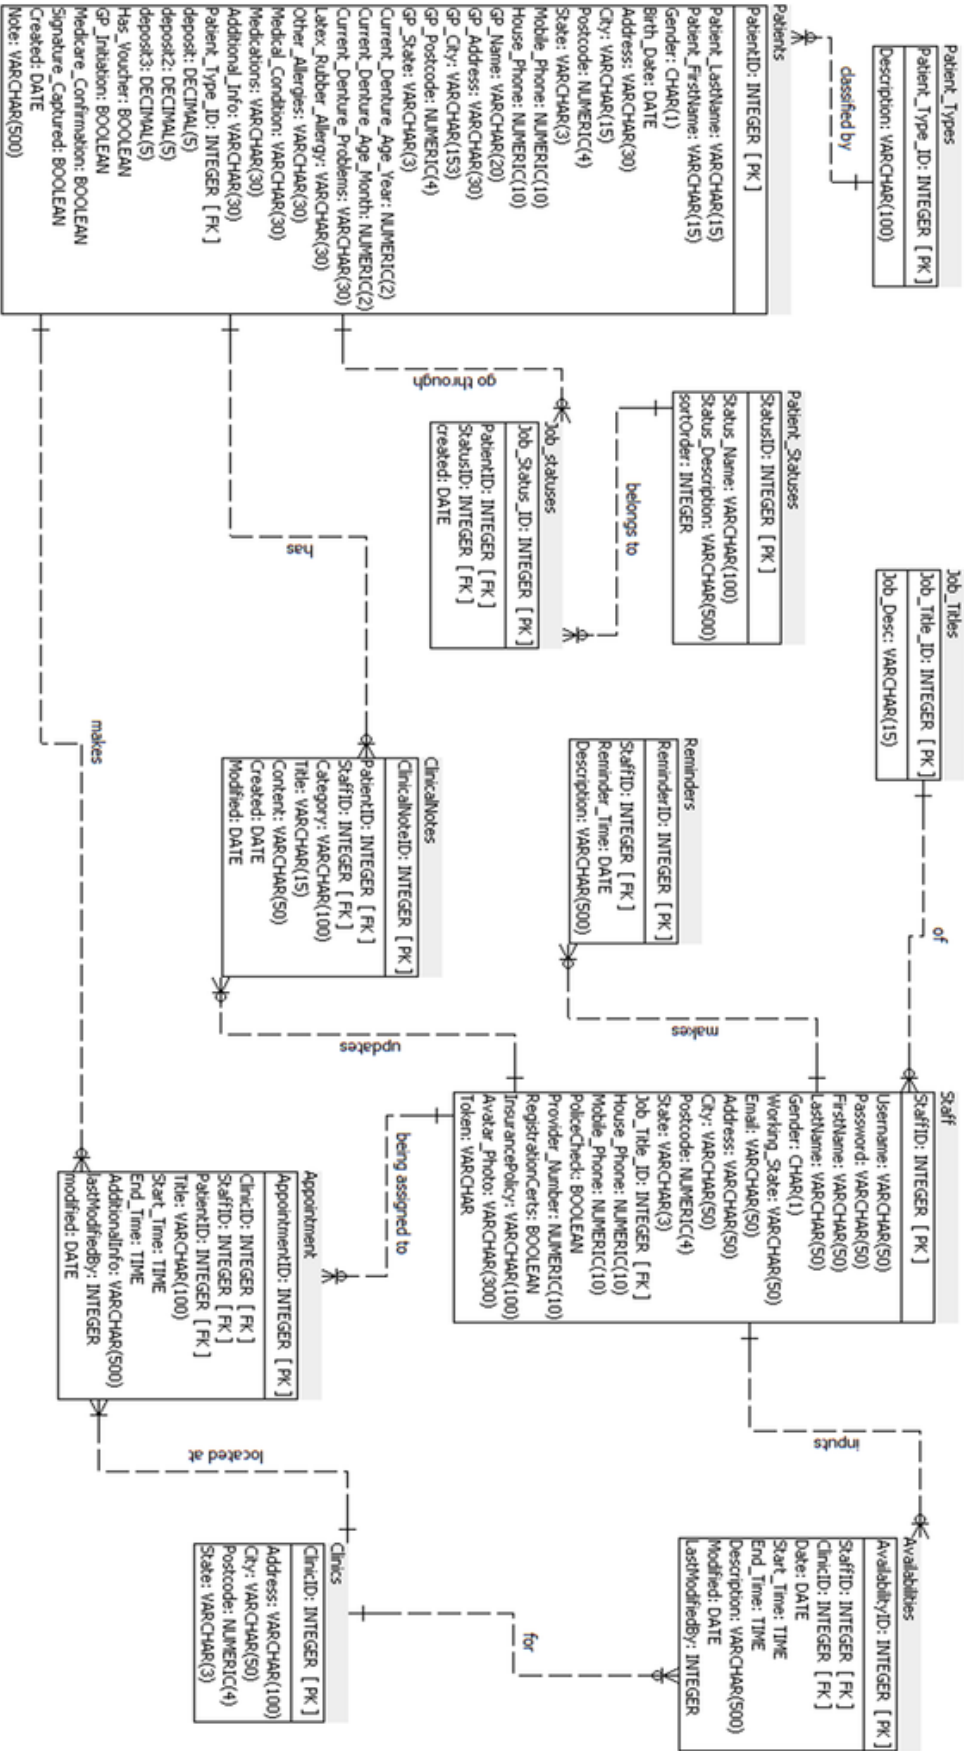 Patient_Types
Patient_Type_ID: INTEGER [ PK ]
Description: VARCHAR(100)
classified by
Patients
PatientID: INTEGER [ PK ]
Patient_LastName: VARCHAR(15)
Patient_FirstName: VARCHAR(15)
Gender: CHAR(1)
Birth_Date: DATE
Address: VARCHAR(30)
City: VARCHAR(15)
Postcode: NUMERIC(4)
State: VARCHAR(3)
Mobile_Phone: NUMERIC(10)
House_Phone: NUMERIC(10)
GP_Name: VARCHAR(20)
GP_Address: VARCHAR(30)
GP_City: VARCHAR(153)
GP_Postcode: NUMERIC(4)
GP_State: VARCHAR(3)
Current_Denture_Age_Year: NUMERIC(2)
Current_Denture_Age_Month: NUMERIC(2)
Current_Denture_Problems: VARCHAR(30)
Latex_Rubber_Allergy: VARCHAR(30)
Other_Allergies: VARCHAR(30)
Medical_Condition: VARCHAR(30)
Medications: VARCHAR(30)
Additional_Info: VARCHAR(30)
Patient_Type_ID: INTEGER [ FK ]
deposit: DECIMAL(5)
deposit2: DECIMAL(5)
deposit3: DECIMAL(5)
Has_Voucher: BOOLEAN
GP_Initiation: BOOLEAN
Medicare_Confirmation: BOOLEAN
Signature_Captured: BOOLEAN
Created: DATE
Note: VARCHAR(500)
go through
has
makes
Patient_Statuses
StatusID: INTEGER [ PK ]
Status_Name: VARCHAR(100)
Status_Description: VARCHAR(500)
sortOrder: INTEGER
belongs to
Job_statuses
Job_Status_ID: INTEGER [ PK ]
PatientID: INTEGER [ FK ]
StatusID: INTEGER [ FK ]
created: DATE
Job_Titles
Job_Title_ID: INTEGER [ PK ]
Job_Desc: VARCHAR(15)
of
Reminders
ReminderID: INTEGER [ PK ]
StaffID: INTEGER [ FK ]
Reminder_Time: DATE
Description: VARCHAR(500)
makes
ClinicalNotes
ClinicalNoteID: INTEGER [ PK ]
PatientID: INTEGER [ FK ]
StaffID: INTEGER [ FK ]
Category: VARCHAR(100)
Title: VARCHAR(15)
Content: VARCHAR(50)
Created: DATE
Modified: DATE
updates
Staff
StaffID: INTEGER [ PK ]
Username: VARCHAR(50)
Password: VARCHAR(50)
FirstName: VARCHAR(50)
LastName: VARCHAR(50)
Gender: CHAR(1)
Working_State: VARCHAR(50)
Email: VARCHAR(50)
Address: VARCHAR(50)
City: VARCHAR(50)
Postcode: NUMERIC(4)
State: VARCHAR(3)
Job_Title_ID: INTEGER [ FK ]
House_Phone: NUMERIC(10)
Mobile_Phone: NUMERIC(10)
PoliceCheck: BOOLEAN
Provider_Number: NUMERIC(10)
RegistrationCerts: BOOLEAN
InsurancePolicy: VARCHAR(100)
Avatar_Photo: VARCHAR(300)
Token: VARCHAR
being assigned to
Appointment
AppointmentID: INTEGER [ PK ]
ClinicID: INTEGER [ FK ]
StaffID: INTEGER [ FK ]
PatientID: INTEGER [ FK ]
Title: VARCHAR(100)
Start_Time: TIME
End_Time: TIME
AdditionalInfo: VARCHAR(500)
lastModifiedBy: INTEGER
modified: DATE
inputs
located at
Availabilities
AvailabilityID: INTEGER [ PK ]
StaffID: INTEGER [ FK ]
ClinicID: INTEGER [ FK ]
Date: DATE
Start_Time: TIME
End_Time: TIME
Description: VARCHAR(500)
Modified: DATE
LastModifiedBy: INTEGER
for
Clinics
ClinicID: INTEGER [ PK ]
Address: VARCHAR(100)
City: VARCHAR(50)
Postcode: NUMERIC(4)
State: VARCHAR(3)